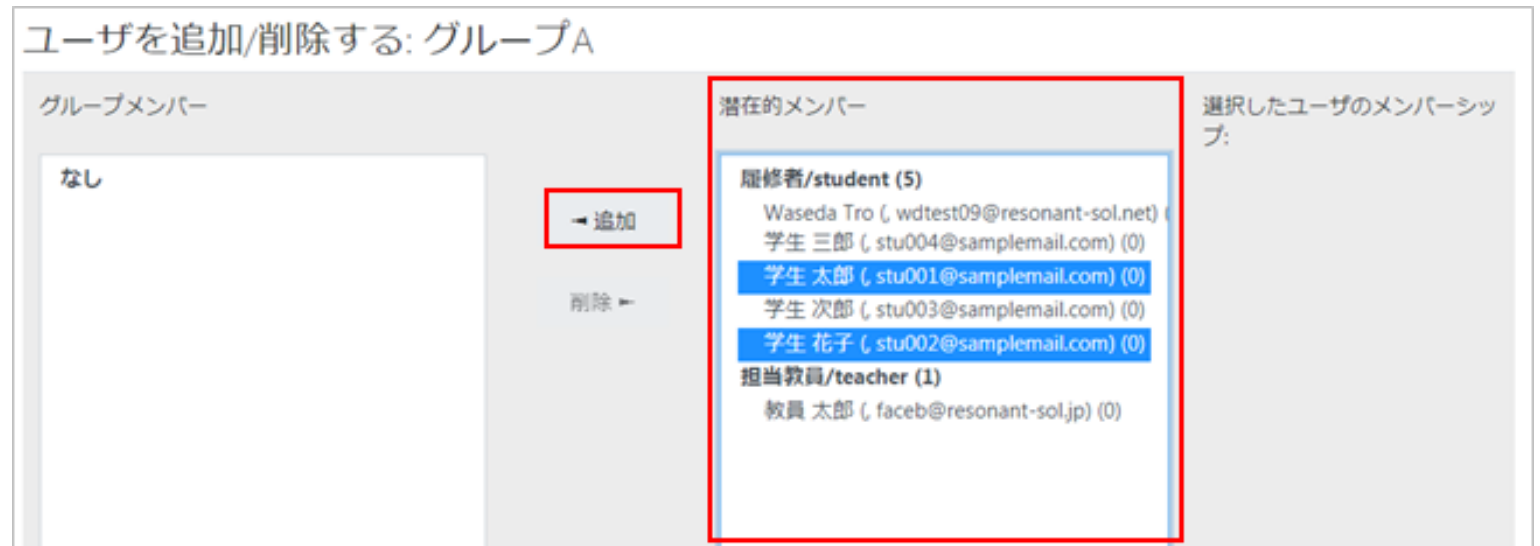 ユーザを追加/削除する: グループA
グループメンバー
なし
◄ 追加
削除 ►
潜在的メンバー
履修者/student (5)
Waseda Tro (, wdtest09@resonant-sol.net) (
学生 三郎 (, stu004@samplemail.com) (0)
学生 太郎 (, stu001@samplemail.com) (0)
学生 次郎 (, stu003@samplemail.com) (0)
学生 花子 (, stu002@samplemail.com) (0)
担当教員/teacher (1)
教員 太郎 (, faceb@resonant-sol.jp) (0)
選択したユーザのメンバーシッ
プ: